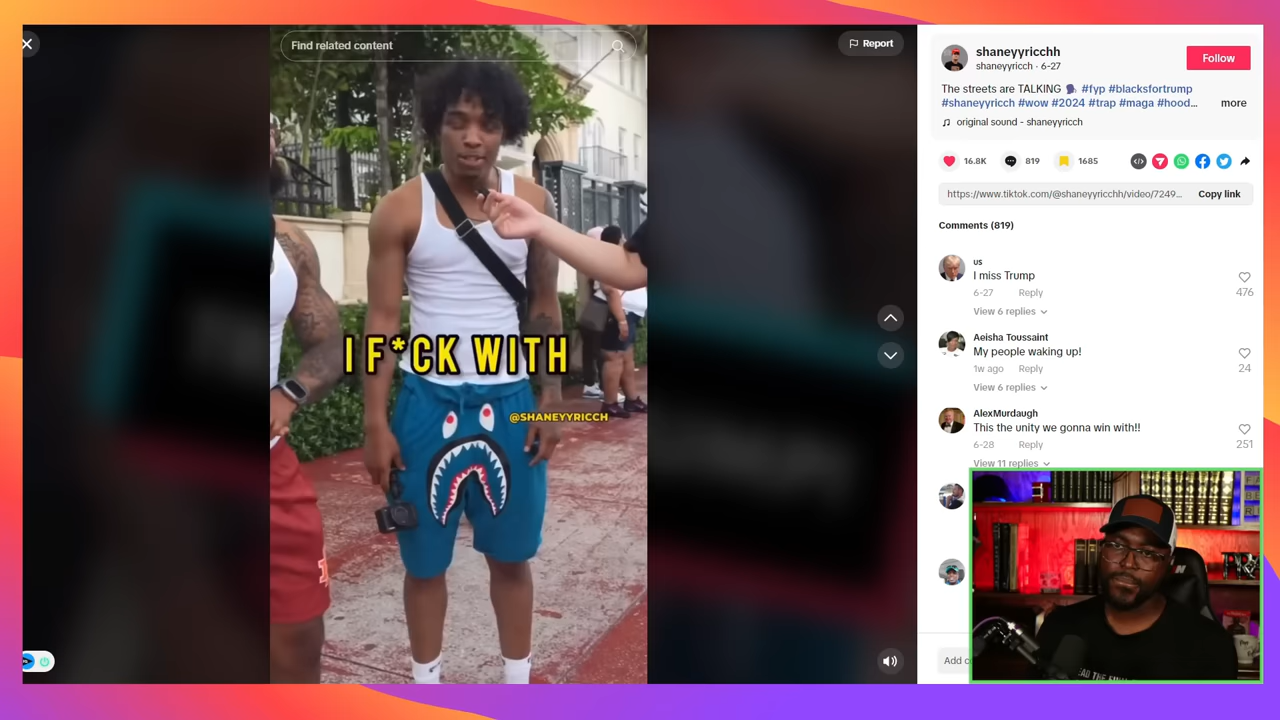 Find related content
Report
I F*CK WITH
@SHANEYYRICCH
shaneyyricchh
shaneyyricch · 6-27
Follow
The streets are TALKING 🗣 #fyp #blacksfortrump
#shaneyyricch #wow #2024 #trap #maga #hood...
more
original sound - shaneyyricch
16.8K
819
1685
https://www.tiktok.com/@shaneyyricchh/video/7249...
Copy link
Comments (819)
us
I miss Trump
6-27 Reply
476
View 6 replies
Aeisha Toussaint
My people waking up!
1w ago Reply
24
View 6 replies
AlexMurdaugh
This the unity we gonna win with!!
6-28 Reply
251
View 11 replies
Add